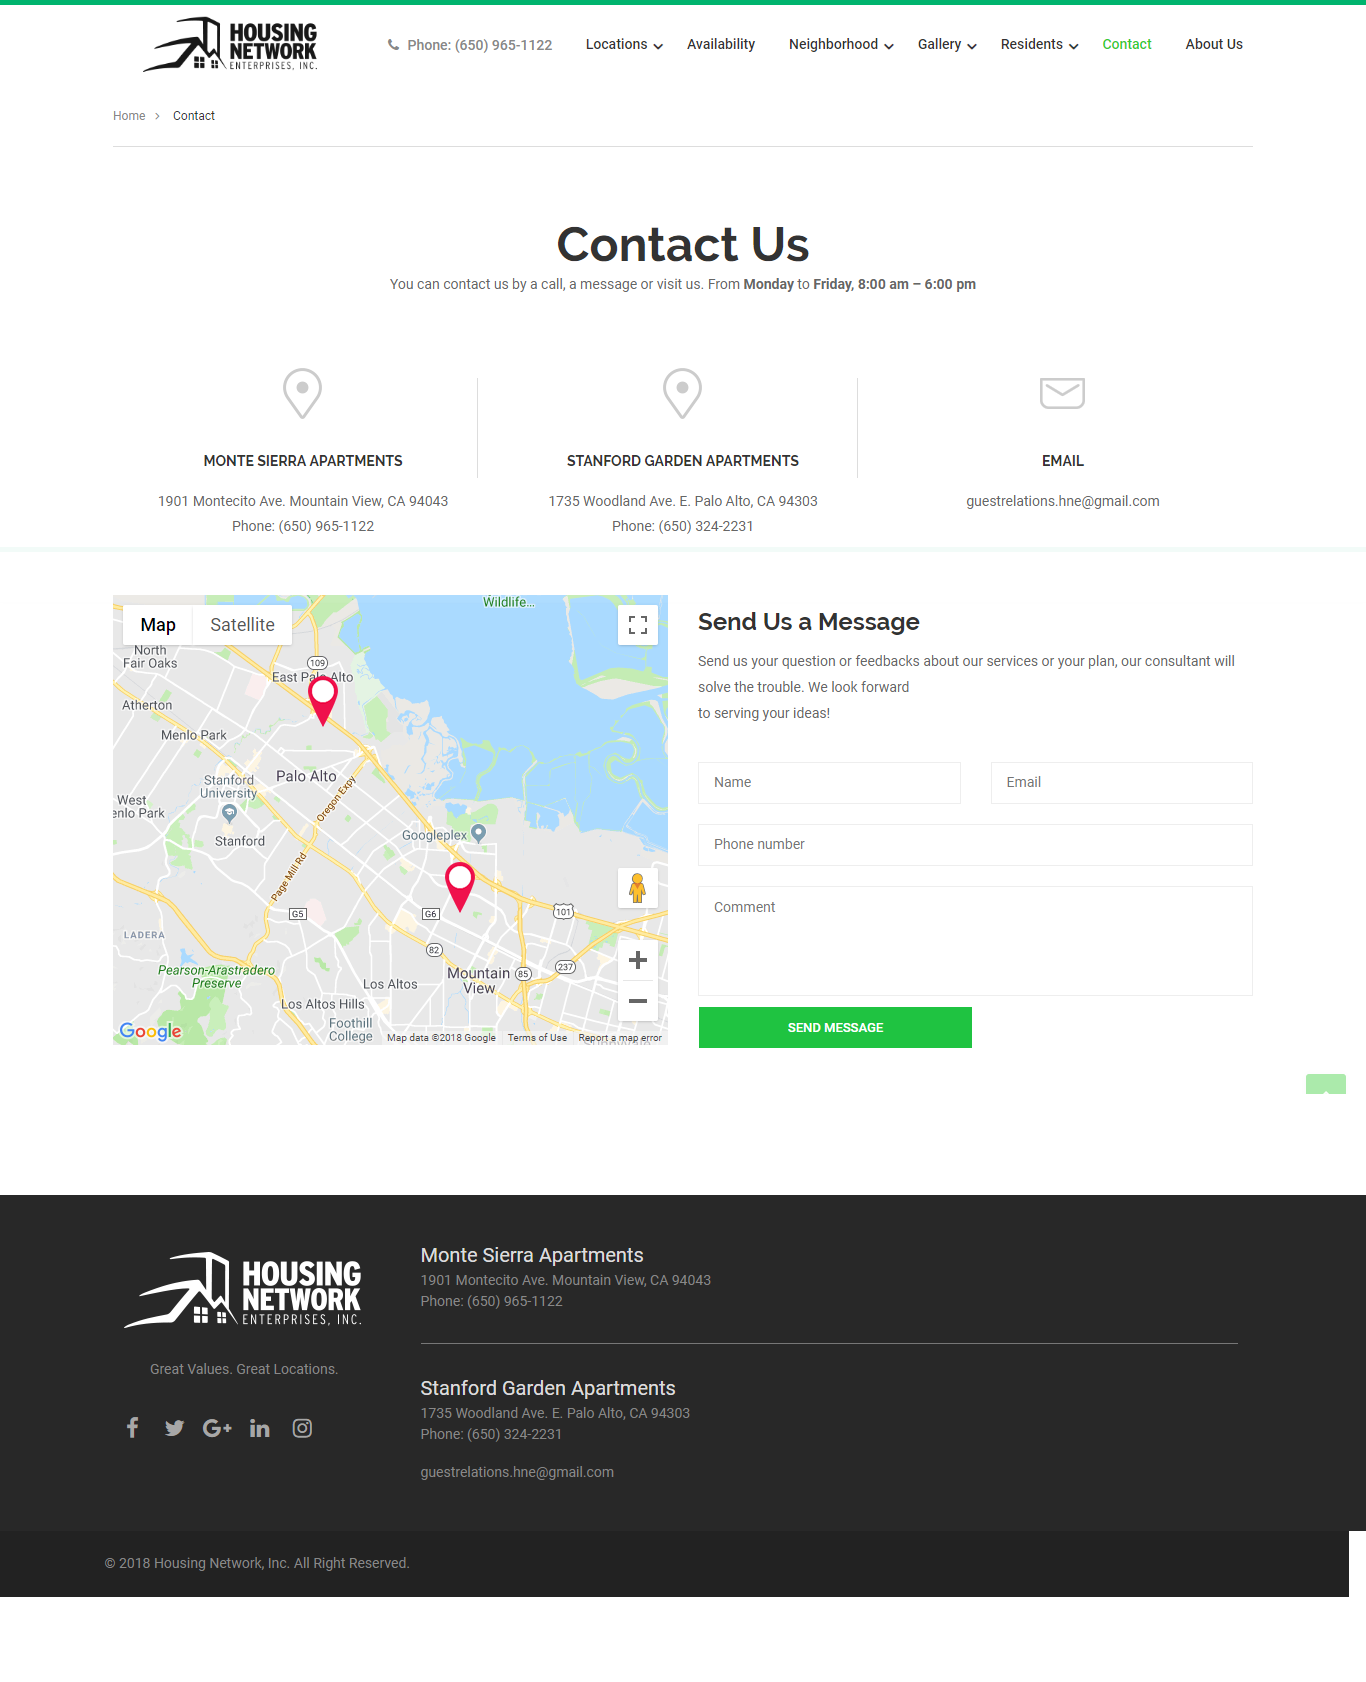 HOUSING
NETWORK
ENTERPRISES, INC.
Phone: (650) 965-1122
Locations
Availability
Neighborhood
Gallery
Residents
Contact
About Us
Home > Contact
Contact Us
You can contact us by a call, a message or visit us. From Monday to Friday, 8:00 am – 6:00 pm
MONTE SIERRA APARTMENTS
1901 Montecito Ave. Mountain View, CA 94043
Phone: (650) 965-1122
STANFORD GARDEN APARTMENTS
1735 Woodland Ave. E. Palo Alto, CA 94303
Phone: (650) 324-2231
EMAIL
guestrelations.hne@gmail.com
Wildlife...
Map
Satellite
North
Fair Oaks
109
East Palo Alto
Atherton
Menlo Park
Palo Alto
Stanford
University
Oregon Expy
West
enlo Park
Googleplex
Stanford
Page Mill Rd
G5
G6
101
LADERA
82
Pearson-Arastradero
Preserve
Mountain
View
85
237
Los Altos
Los Altos Hills
Foothill
College
Google
Map data ©2018 Google
Terms of Use
Report a map error
Send Us a Message
Send us your question or feedbacks about our services or your plan, our consultant will
solve the trouble. We look forward
to serving your ideas!
Name
Email
Phone number
Comment
SEND MESSAGE
HOUSING
NETWORK
ENTERPRISES, INC.
Great Values. Great Locations.
Monte Sierra Apartments
1901 Montecito Ave. Mountain View, CA 94043
Phone: (650) 965-1122
Stanford Garden Apartments
1735 Woodland Ave. E. Palo Alto, CA 94303
Phone: (650) 324-2231
guestrelations.hne@gmail.com
© 2018 Housing Network, Inc. All Right Reserved.